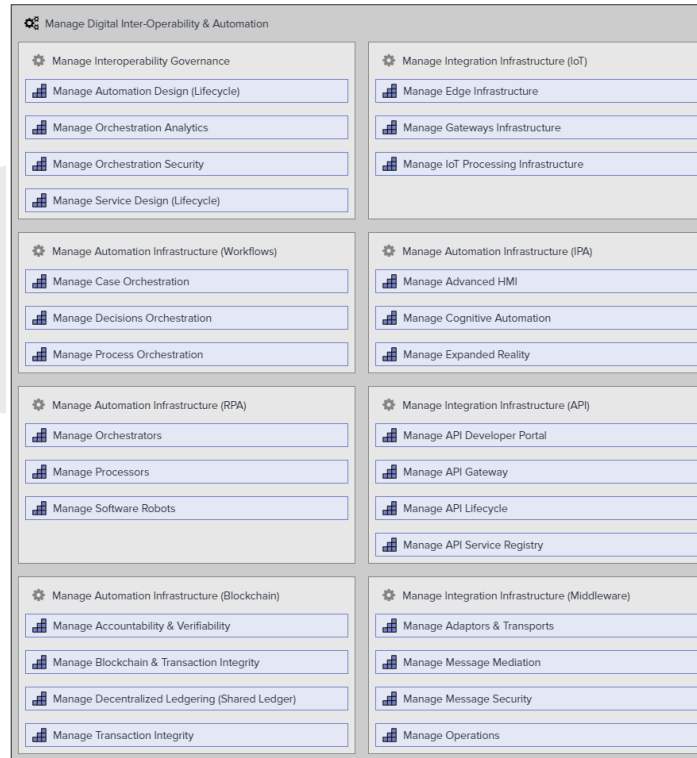 Manage Digital Inter-Operability & Automation
Manage Interoperability Governance
Manage Automation Design (Lifecycle)
Manage Orchestration Analytics
Manage Orchestration Security
Manage Service Design (Lifecycle)
Manage Integration Infrastructure (IoT)
Manage Edge Infrastructure
Manage Gateways Infrastructure
Manage IoT Processing Infrastructure
Manage Automation Infrastructure (Workflows)
Manage Case Orchestration
Manage Decisions Orchestration
Manage Process Orchestration
Manage Automation Infrastructure (IPA)
Manage Advanced HMI
Manage Cognitive Automation
Manage Expanded Reality
Manage Automation Infrastructure (RPA)
Manage Orchestrators
Manage Processors
Manage Software Robots
Manage Integration Infrastructure (API)
Manage API Developer Portal
Manage API Gateway
Manage API Lifecycle
Manage API Service Registry
Manage Automation Infrastructure (Blockchain)
Manage Accountability & Verifiability
Manage Blockchain & Transaction Integrity
Manage Decentralized Ledgering (Shared Ledger)
Manage Transaction Integrity
Manage Integration Infrastructure (Middleware)
Manage Adaptors & Transports
Manage Message Mediation
Manage Message Security
Manage Operations